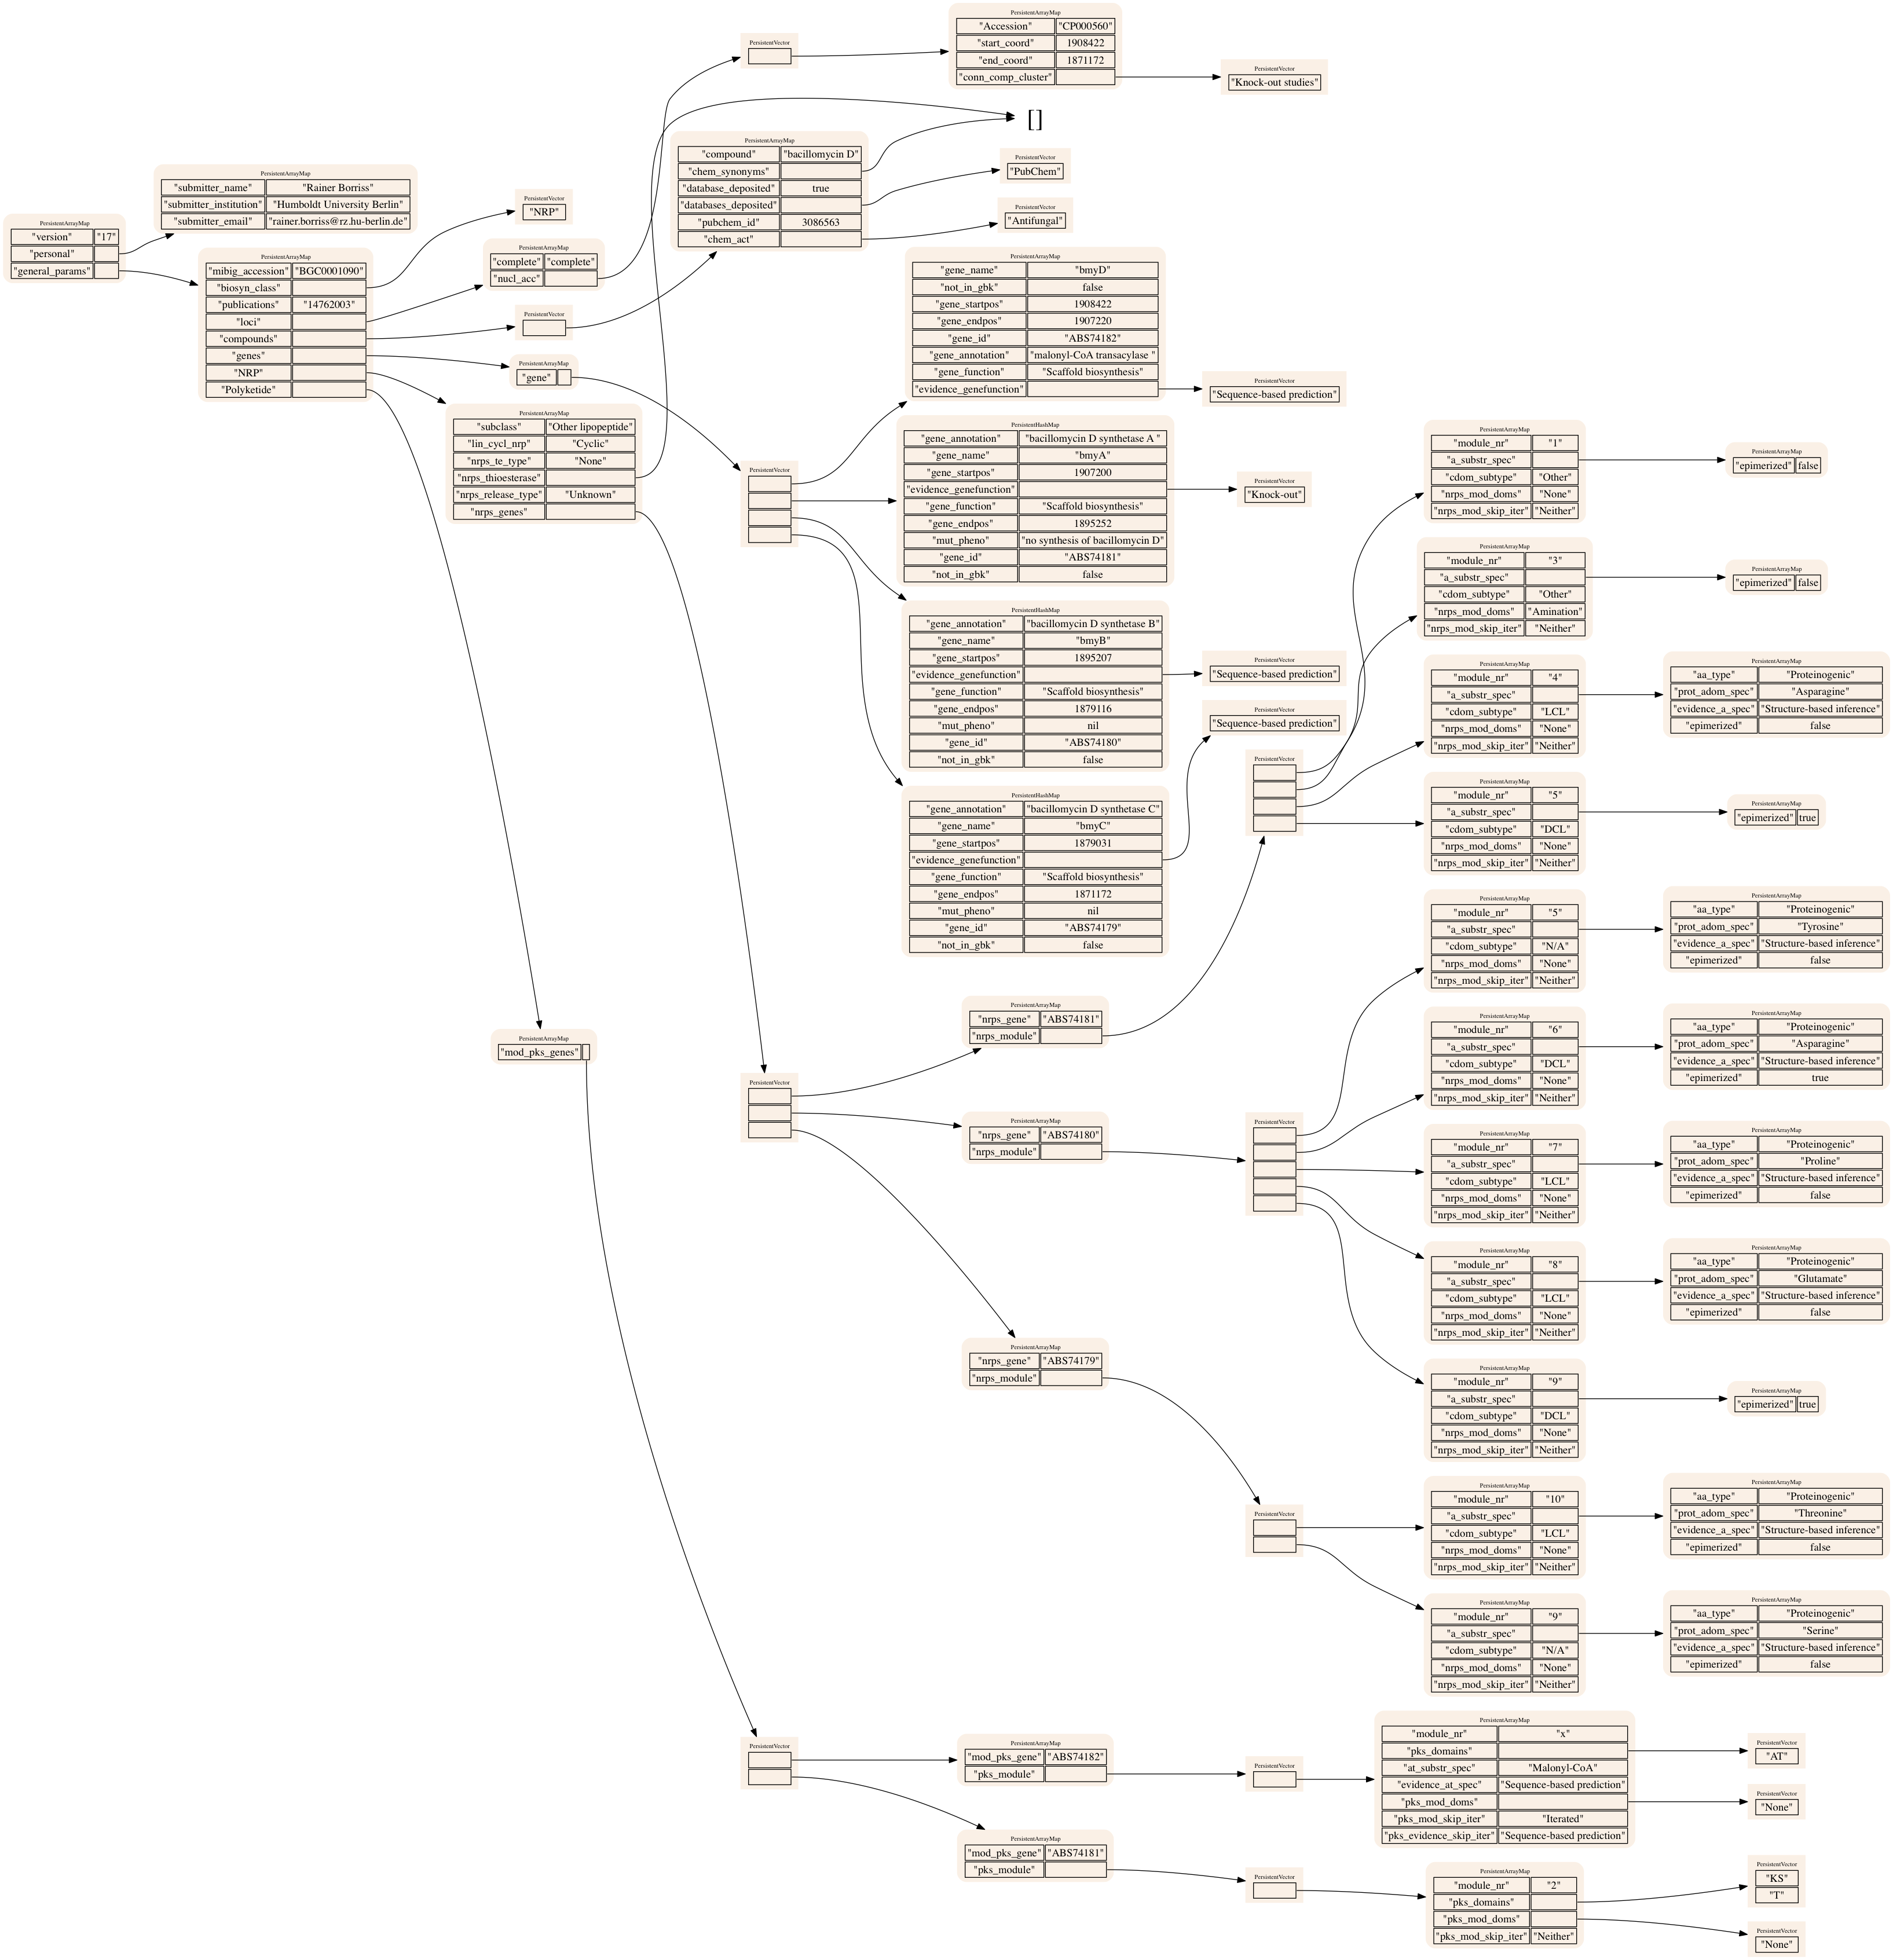 PersistentArrayMap
"version" "17"
"personal"
"general_params"
PersistentArrayMap
"submitter_name" "Rainer Borriss"
"submitter_institution" "Humboldt University Berlin"
"submitter_email" "rainer.borriss@rz.hu-berlin.de"
PersistentArrayMap
"mibig_accession" "BGC0001090"
"biosyn_class"
"publications" "14762003"
"loci"
"compounds"
"genes"
"NRP"
"Polyketide"
PersistentVector
"NRP"
PersistentArrayMap
"complete" "complete"
"nucl_acc"
PersistentVector
PersistentArrayMap
"gene"
PersistentArrayMap
"subclass" "Other lipopeptide"
"lin_cycl_nrp" "Cyclic"
"nrps_te_type" "None"
"nrps_thioesterase"
"nrps_release_type" "Unknown"
"nrps_genes"
PersistentArrayMap
"mod_pks_genes"
PersistentVector
PersistentArrayMap
"Accession" "CP000560"
"start_coord" 1908422
"end_coord" 1871172
"conn_comp_cluster"
PersistentVector
"Knock-out studies"
[]
PersistentArrayMap
"compound" "bacillomycin D"
"chem_synonyms"
"database_deposited" true
"databases_deposited"
"pubchem_id" 3086563
"chem_act"
PersistentVector
"PubChem"
PersistentVector
"Antifungal"
PersistentVector
PersistentArrayMap
"gene_name" "bmyD"
"not_in_gbk" false
"gene_startpos" 1908422
"gene_endpos" 1907220
"gene_id" "ABS74182"
"gene_annotation" "malonyl-CoA transacylase "
"gene_function" "Scaffold biosynthesis"
"evidence_genefunction"
PersistentVector
"Sequence-based prediction"
PersistentHashMap
"gene_annotation" "bacillomycin D synthetase A "
"gene_name" "bmyA"
"gene_startpos" 1907200
"evidence_genefunction"
"gene_function" "Scaffold biosynthesis"
"gene_endpos" 1895252
"mut_pheno" "no synthesis of bacillomycin D"
"gene_id" "ABS74181"
"not_in_gbk" false
PersistentVector
"Knock-out"
PersistentHashMap
"gene_annotation" "bacillomycin D synthetase B"
"gene_name" "bmyB"
"gene_startpos" 1895207
"evidence_genefunction"
"gene_function" "Scaffold biosynthesis"
"gene_endpos" 1879116
"mut_pheno" nil
"gene_id" "ABS74180"
"not_in_gbk" false
PersistentVector
"Sequence-based prediction"
PersistentHashMap
"gene_annotation" "bacillomycin D synthetase C"
"gene_name" "bmyC"
"gene_startpos" 1879031
"evidence_genefunction"
"gene_function" "Scaffold biosynthesis"
"gene_endpos" 1871172
"mut_pheno" nil
"gene_id" "ABS74179"
"not_in_gbk" false
PersistentVector
"Sequence-based prediction"
PersistentVector
PersistentArrayMap
"nrps_gene" "ABS74181"
"nrps_module"
PersistentVector
PersistentArrayMap
"module_nr" "1"
"a_substr_spec"
"cdom_subtype" "Other"
"nrps_mod_doms" "None"
"nrps_mod_skip_iter" "Neither"
PersistentArrayMap
"epimerized" false
PersistentArrayMap
"module_nr" "3"
"a_substr_spec"
"cdom_subtype" "Other"
"nrps_mod_doms" "Amination"
"nrps_mod_skip_iter" "Neither"
PersistentArrayMap
"epimerized" false
PersistentArrayMap
"module_nr" "4"
"a_substr_spec"
"cdom_subtype" "LCL"
"nrps_mod_doms" "None"
"nrps_mod_skip_iter" "Neither"
PersistentArrayMap
"aa_type" "Proteinogenic"
"prot_adom_spec" "Asparagine"
"evidence_a_spec" "Structure-based inference"
"epimerized" false
PersistentArrayMap
"module_nr" "5"
"a_substr_spec"
"cdom_subtype" "DCL"
"nrps_mod_doms" "None"
"nrps_mod_skip_iter" "Neither"
PersistentArrayMap
"epimerized" true
PersistentArrayMap
"nrps_gene" "ABS74180"
"nrps_module"
PersistentVector
PersistentArrayMap
"module_nr" "5"
"a_substr_spec"
"cdom_subtype" "N/A"
"nrps_mod_doms" "None"
"nrps_mod_skip_iter" "Neither"
PersistentArrayMap
"aa_type" "Proteinogenic"
"prot_adom_spec" "Tyrosine"
"evidence_a_spec" "Structure-based inference"
"epimerized" false
PersistentArrayMap
"module_nr" "6"
"a_substr_spec"
"cdom_subtype" "DCL"
"nrps_mod_doms" "None"
"nrps_mod_skip_iter" "Neither"
PersistentArrayMap
"aa_type" "Proteinogenic"
"prot_adom_spec" "Asparagine"
"evidence_a_spec" "Structure-based inference"
"epimerized" true
PersistentArrayMap
"module_nr" "7"
"a_substr_spec"
"cdom_subtype" "LCL"
"nrps_mod_doms" "None"
"nrps_mod_skip_iter" "Neither"
PersistentArrayMap
"aa_type" "Proteinogenic"
"prot_adom_spec" "Proline"
"evidence_a_spec" "Structure-based inference"
"epimerized" false
PersistentArrayMap
"module_nr" "8"
"a_substr_spec"
"cdom_subtype" "LCL"
"nrps_mod_doms" "None"
"nrps_mod_skip_iter" "Neither"
PersistentArrayMap
"aa_type" "Proteinogenic"
"prot_adom_spec" "Glutamate"
"evidence_a_spec" "Structure-based inference"
"epimerized" false
PersistentArrayMap
"module_nr" "9"
"a_substr_spec"
"cdom_subtype" "DCL"
"nrps_mod_doms" "None"
"nrps_mod_skip_iter" "Neither"
PersistentArrayMap
"epimerized" true
PersistentArrayMap
"nrps_gene" "ABS74179"
"nrps_module"
PersistentVector
PersistentArrayMap
"module_nr" "10"
"a_substr_spec"
"cdom_subtype" "LCL"
"nrps_mod_doms" "None"
"nrps_mod_skip_iter" "Neither"
PersistentArrayMap
"aa_type" "Proteinogenic"
"prot_adom_spec" "Threonine"
"evidence_a_spec" "Structure-based inference"
"epimerized" false
PersistentArrayMap
"module_nr" "9"
"a_substr_spec"
"cdom_subtype" "N/A"
"nrps_mod_doms" "None"
"nrps_mod_skip_iter" "Neither"
PersistentArrayMap
"aa_type" "Proteinogenic"
"prot_adom_spec" "Serine"
"evidence_a_spec" "Structure-based inference"
"epimerized" false
PersistentVector
PersistentArrayMap
"mod_pks_gene" "ABS74182"
"pks_module"
PersistentVector
PersistentArrayMap
"module_nr" "x"
"pks_domains"
"at_substr_spec" "Malonyl-CoA"
"evidence_at_spec" "Sequence-based prediction"
"pks_mod_doms"
"pks_mod_skip_iter" "Iterated"
"pks_evidence_skip_iter" "Sequence-based prediction"
PersistentVector
"AT"
PersistentVector
"None"
PersistentArrayMap
"mod_pks_gene" "ABS74181"
"pks_module"
PersistentVector
PersistentArrayMap
"module_nr" "2"
"pks_domains"
"pks_mod_doms"
"pks_mod_skip_iter" "Neither"
PersistentVector
"KS"
"T"
PersistentVector
"None"